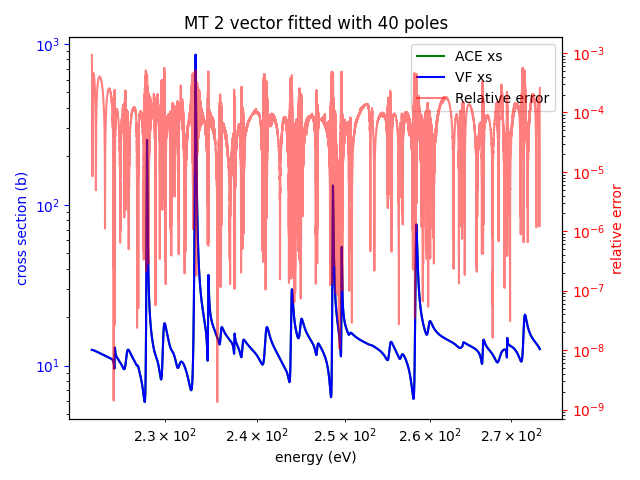 MT 2 vector fitted with 40 poles
ACE xs
VF xs
Relative error
10³
10²
10¹
cross section (b)
10⁻³
10⁻⁴
10⁻⁵
10⁻⁶
10⁻⁷
10⁻⁸
10⁻⁹
relative error
2.3 × 10² 2.4 × 10² 2.5 × 10² 2.6 × 10² 2.7 × 10²
energy (eV)